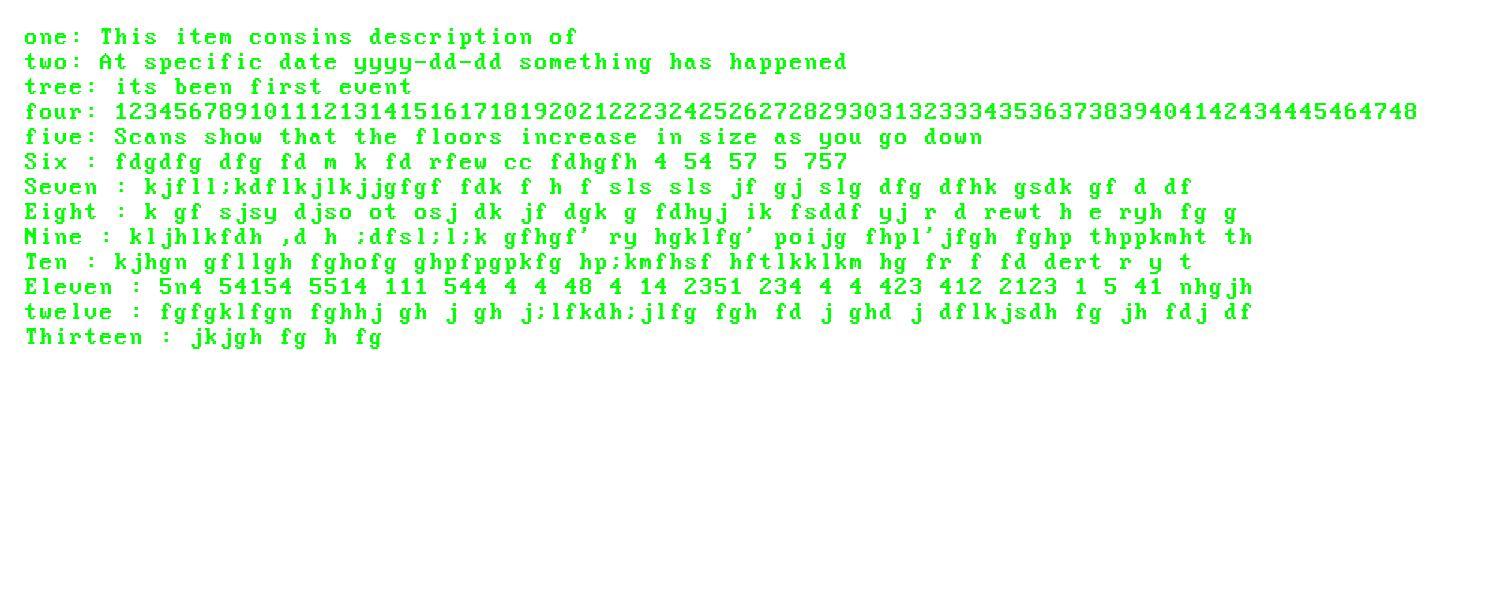 one: This item consins description of
two: At specific date yyyy-dd-dd something has happened
tree: its been first event
four: 123456789101112131415161718192021222324252627282930313233343536373839404142434445464748
five: Scans show that the floors increase in size as you go down
Six : fdgdfg dfg fd m k fd rfew cc fdhgfh 4 54 57 5 757
Seven : kjfll;kdflkjlkjjgfgf fdk f h f sls sls jf gj slg dfg dfhk gsdk gf d df
Eight : k gf sjsy djso ot osj dk jf dgk g fdhyj ik fsddf yj r d rewt h e ryh fg g
Nine : kljhlkfdh ,d h ;dfsl;l;k gfhgf' ry hgklfg' poijg fhpl'jfgh fghp thppkmht th
Ten : kjhgn gfllgh fghofg ghpfpgpkfg hp;kmfhsf hftlkklkm hg fr f fd dert r y t
Eleven : 5n4 54154 5514 111 544 4 4 48 4 14 2351 234 4 4 423 412 2123 1 5 41 nhgjh
twelve : fgfgklfgn fghhj gh j gh j;lfkdh;jlfg fgh fd j ghd j dflkjsdh fg jh fdj df
Thirteen : jkjgh fg h fg